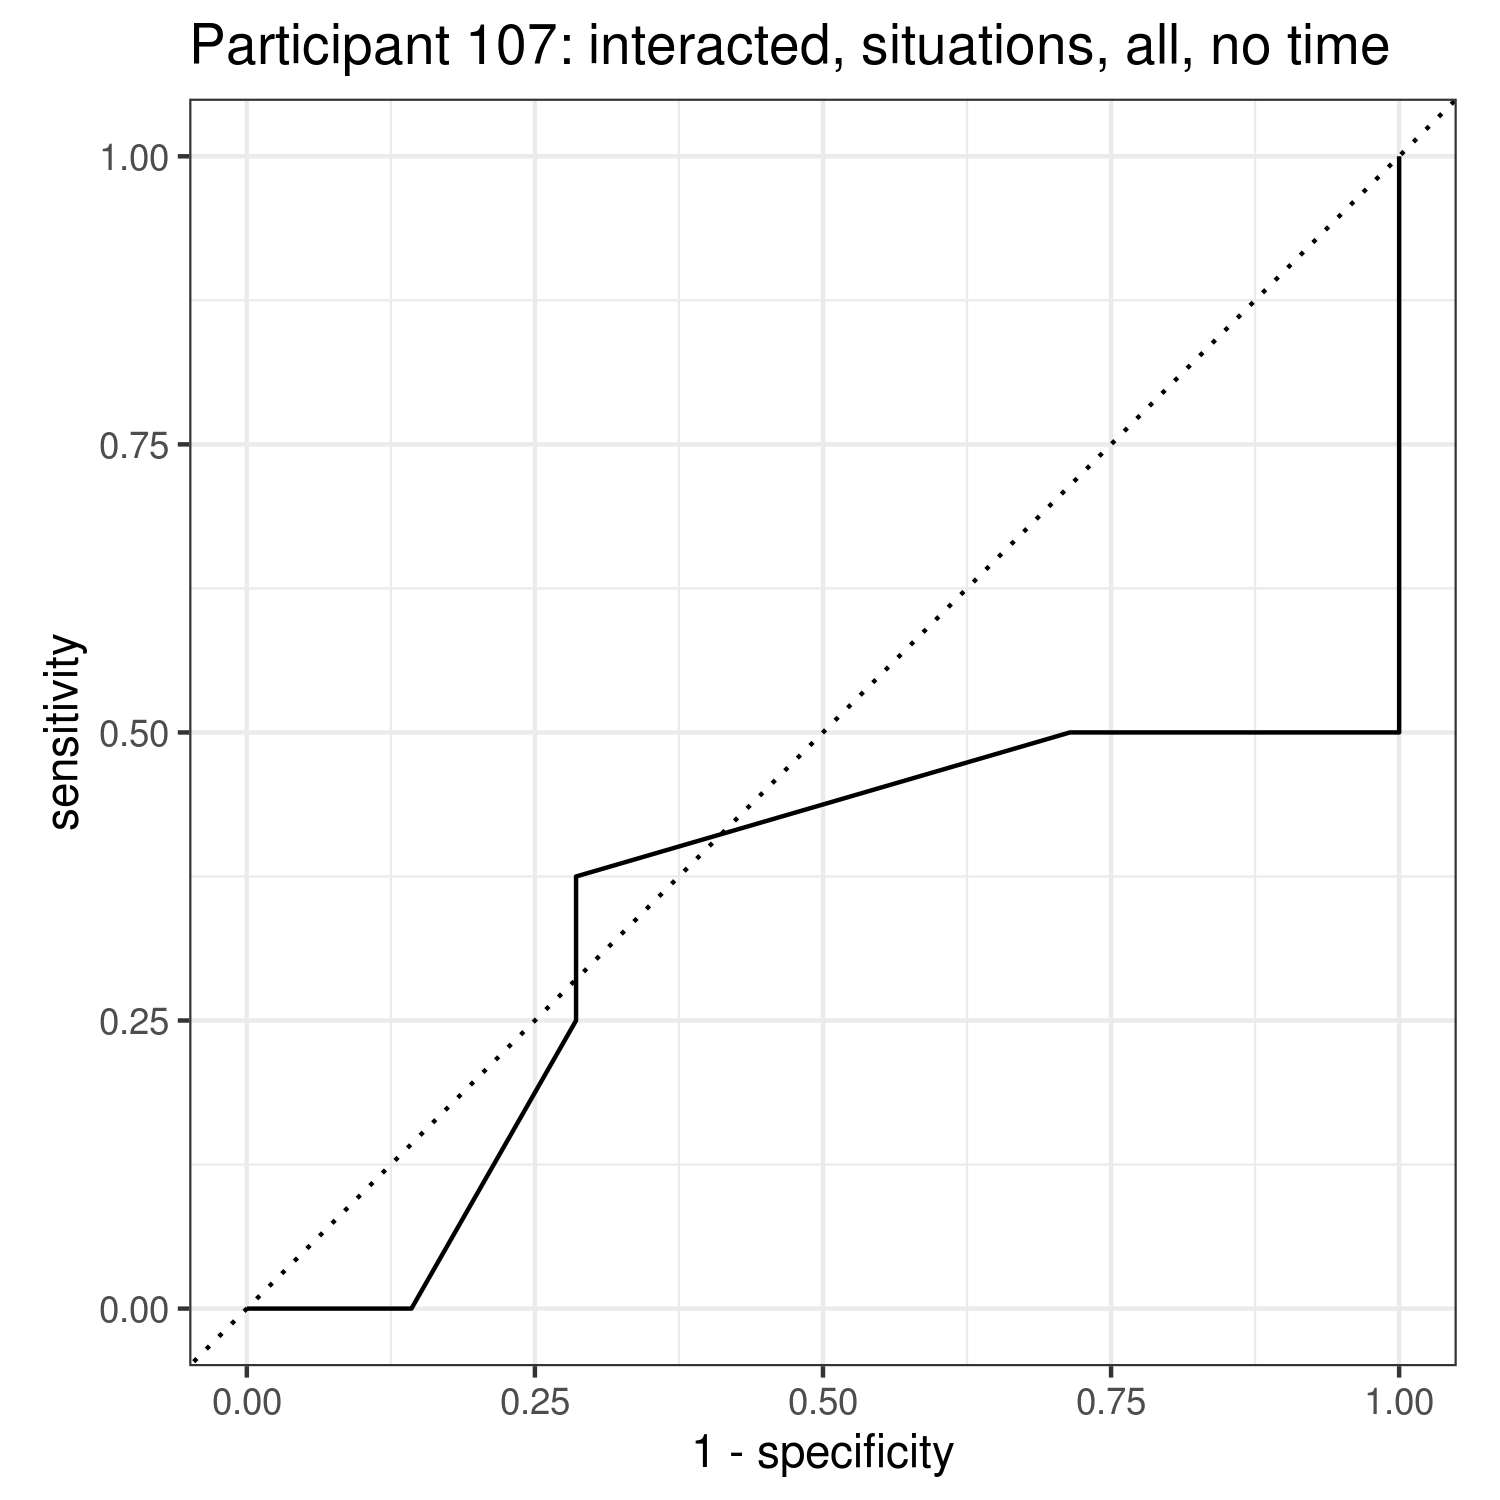 Participant 107: interacted, situations, all, no time
1.00
0.75
0.50
0.25
0.00
sensitivity
0.00 0.25 0.50 0.75 1.00
1 - specificity